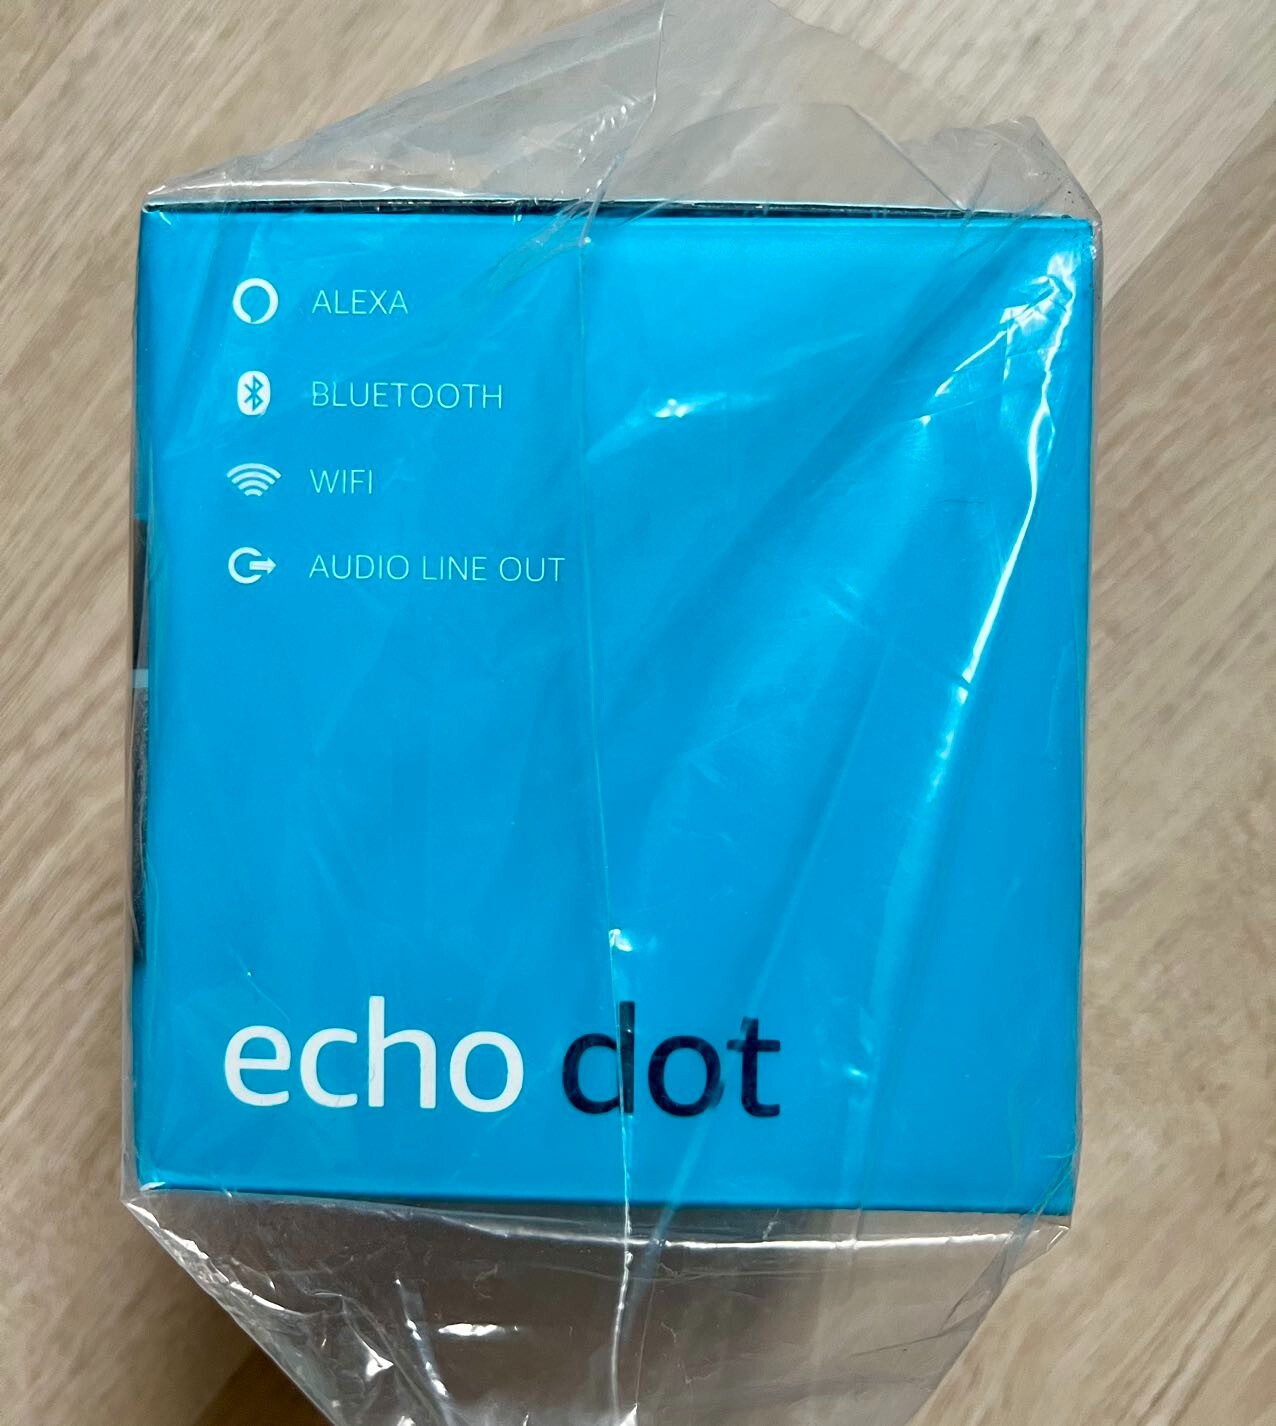 ALEXA
BLUETOOTH
WIFI
AUDIO LINE OUT
echo dot